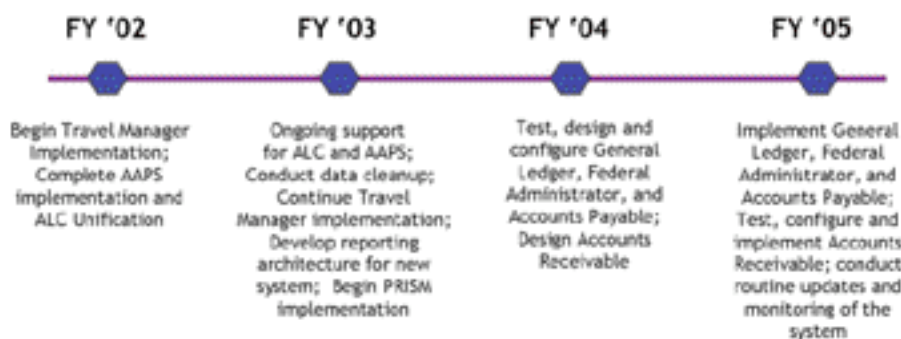 FY '02
Begin Travel Manager
Implementation;
Complete AAPS
implementation and
ALC Unification
FY '03
Ongoing support
for ALC and AAPS;
Conduct data cleanup;
Continue Travel
Manager implementation;
Develop reporting
architecture for new
system; Begin PRISM
implementation
FY '04
Test, design and
configure General
Ledger, Federal
Administrator, and
Accounts Payable;
Design Accounts
Receivable
FY '05
Implement General
Ledger, Federal
Administrator, and
Accounts Payable;
Test, configure and
implement Accounts
Receivable; conduct
routine updates and
monitoring of the
system